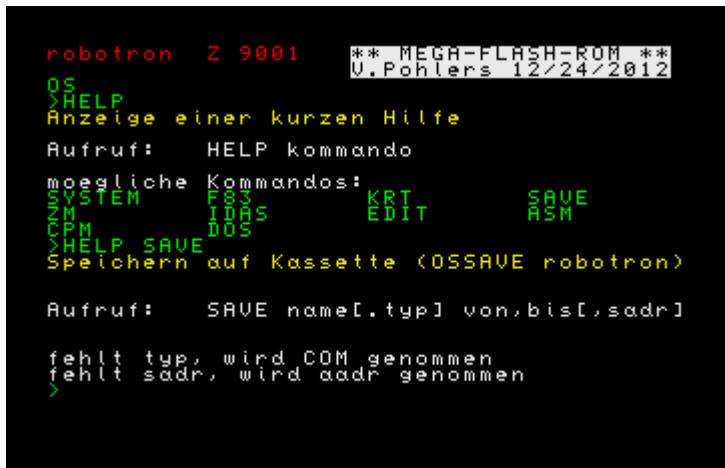 robotron Z 9001 ** MEGA-FLASH-ROM **
V.Pohlers 12/24/2012
OS
>HELP
Anzeige einer kurzen Hilfe
Aufruf: HELP kommando
moegliche Kommandos:
SYSTEM F83 KRT SAVE
ZM IDAS EDIT ASM
CPM DOS
>HELP SAVE
Speichern auf Kassette (OSSAVE robotron)
Aufruf: SAVE name[.typ] von,bis[,sadr]
fehlt typ, wird COM genommen
fehlt sadr, wird aadr genommen
>